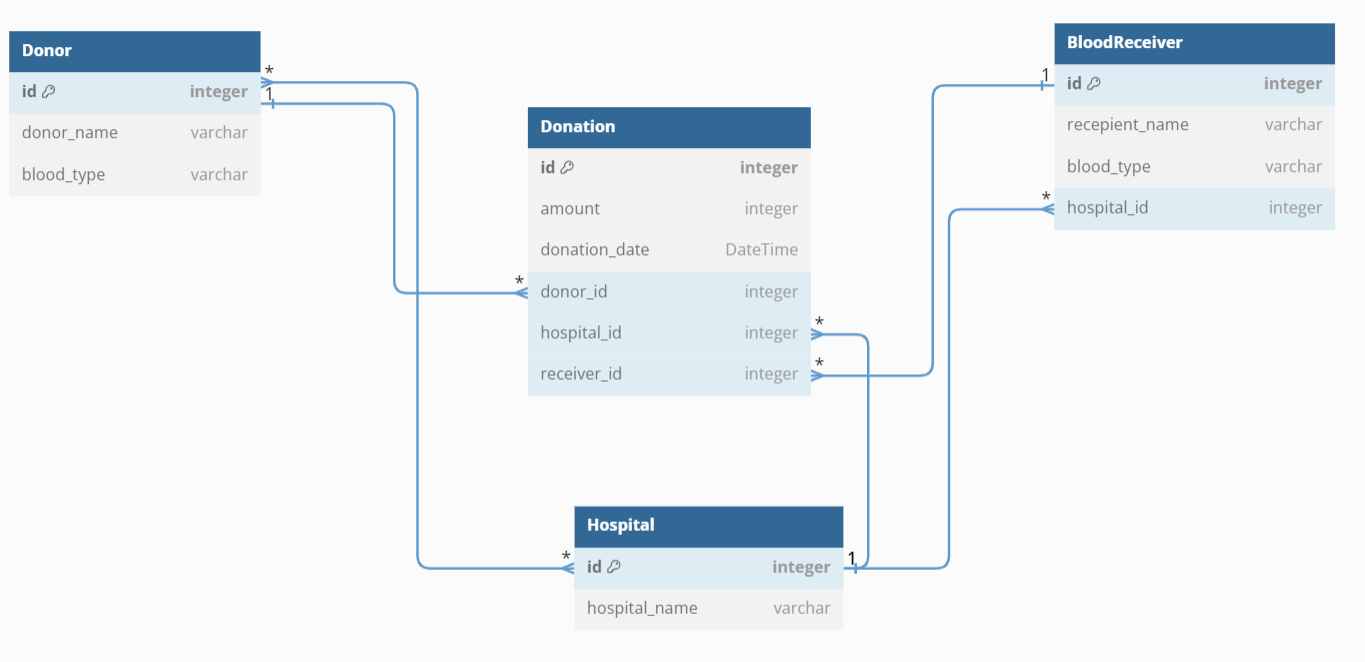 Donor
id integer
donor_name varchar
blood_type varchar
*
1
Donation
id integer
amount integer
donation_date DateTime
donor_id integer
hospital_id integer
receiver_id integer
*
*
*
BloodReceiver
id integer
recepient_name varchar
blood_type varchar
hospital_id integer
1
*
Hospital
id integer
hospital_name varchar
*
1